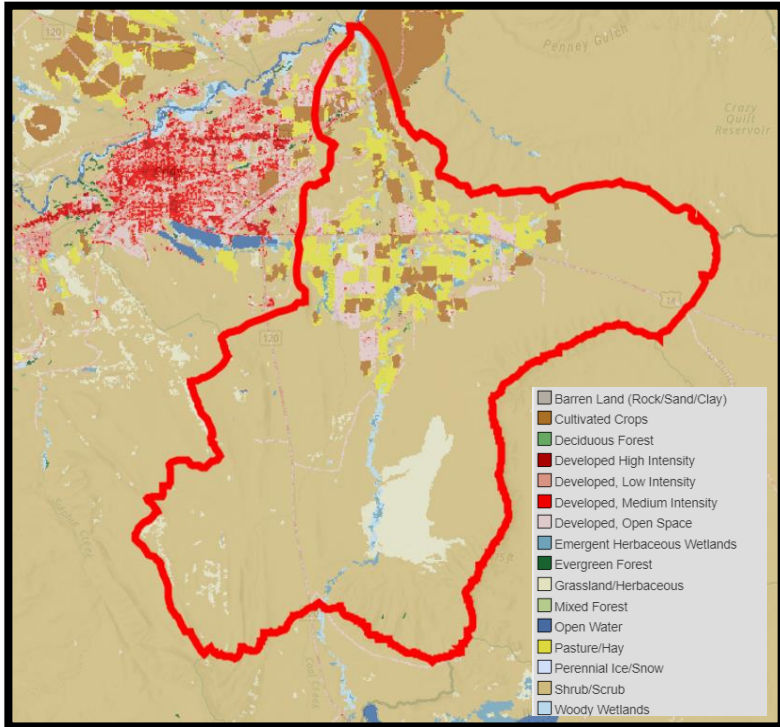 120
Penney Gulch
Crazy
Quilt
Reservoir
16
120
Barren Land (Rock/Sand/Clay)
Cultivated Crops
Deciduous Forest
Developed High Intensity
Developed, Low Intensity
Developed, Medium Intensity
Developed, Open Space
Emergent Herbaceous Wetlands
Evergreen Forest
Grassland/Herbaceous
Mixed Forest
Open Water
Pasture/Hay
Perennial Ice/Snow
Shrub/Scrub
Woody Wetlands